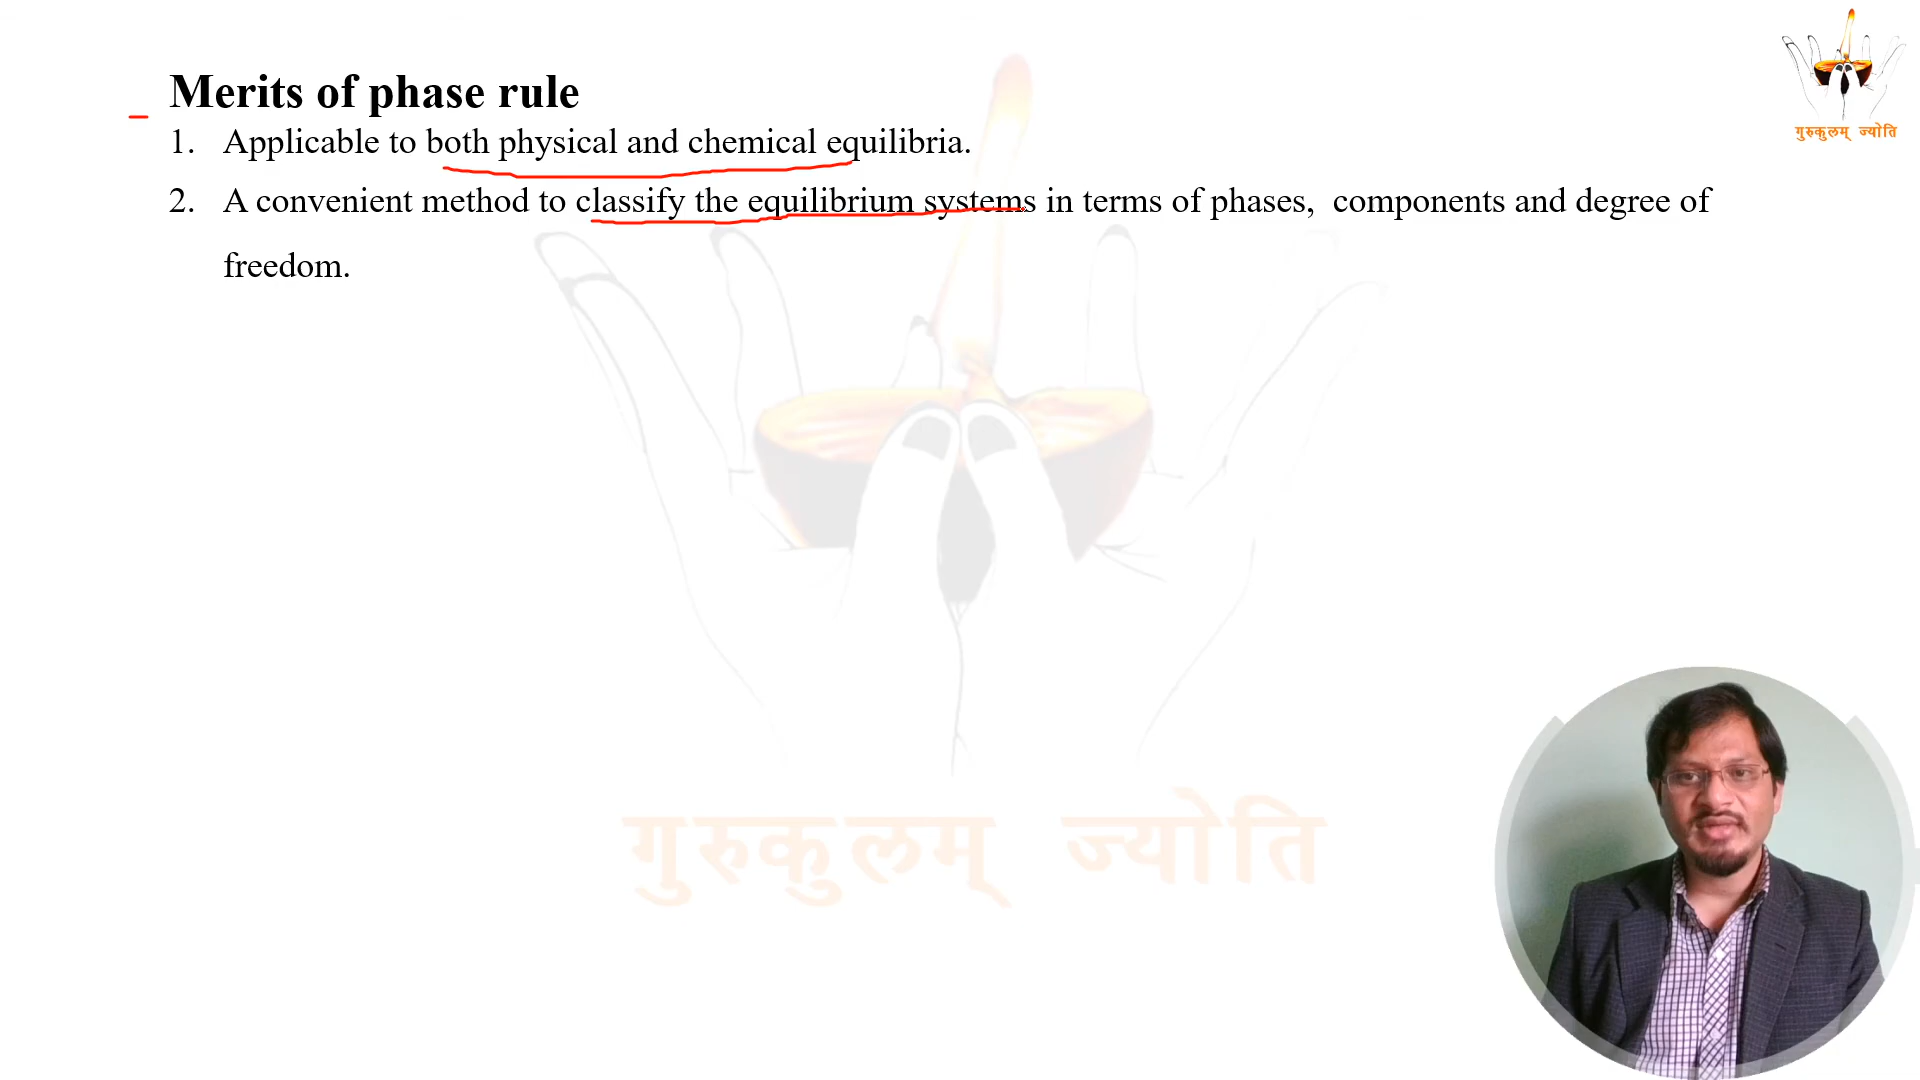 Merits of phase rule
1. Applicable to both physical and chemical equilibria.
2. A convenient method to classify the equilibrium systems in terms of phases, components and degree of
freedom.
गुरुकुलम् ज्योति
गुरुकुलम् ज्योति